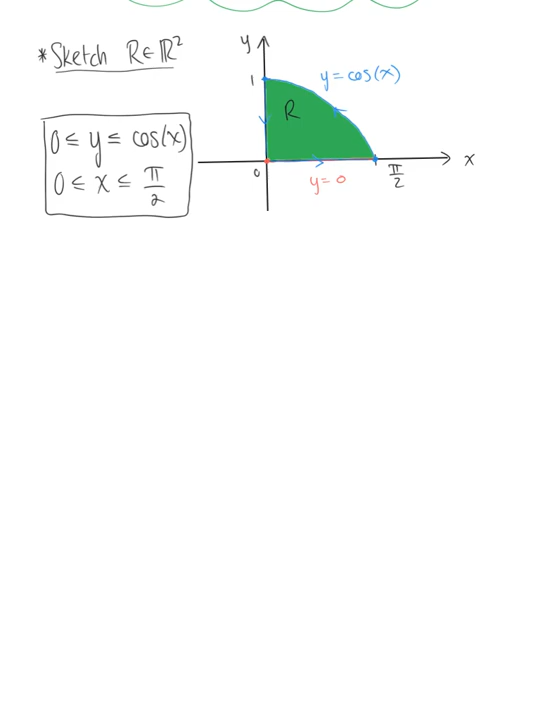 * Sketch R∈ℝ²
0 ≤ y ≤ cos(x)
0 ≤ x ≤ π/2
y
1
y = cos(x)
R
0
y = 0
π/2
x